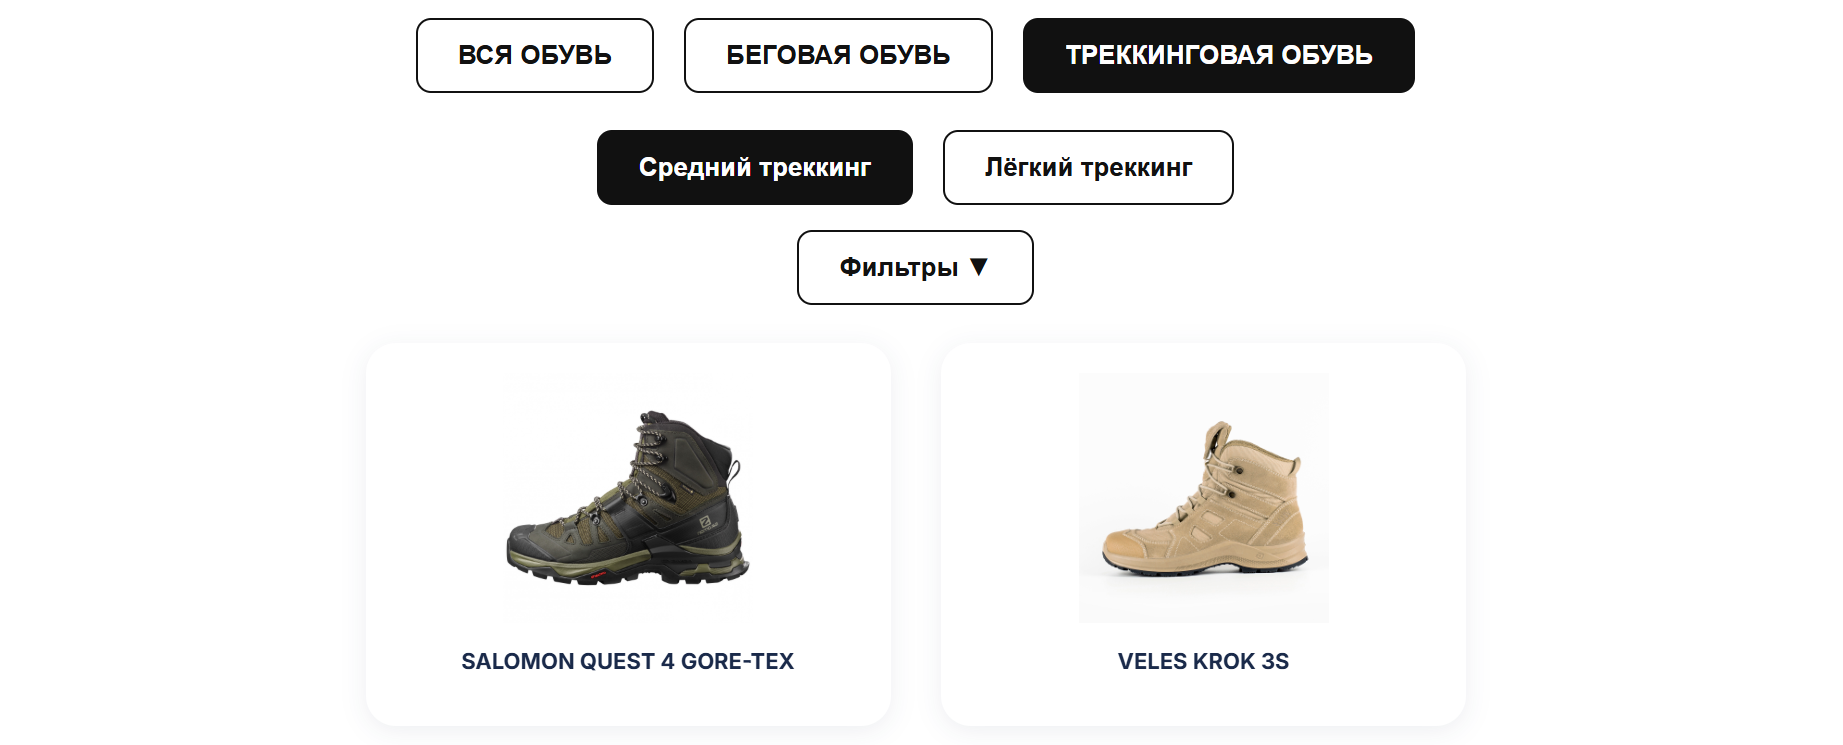 ВСЯ ОБУВЬ
БЕГОВАЯ ОБУВЬ
ТРЕККИНГОВАЯ ОБУВЬ
Средний треккинг
Лёгкий треккинг
Фильтры ▼
SALOMON QUEST 4 GORE-TEX
VELES KROK 3S